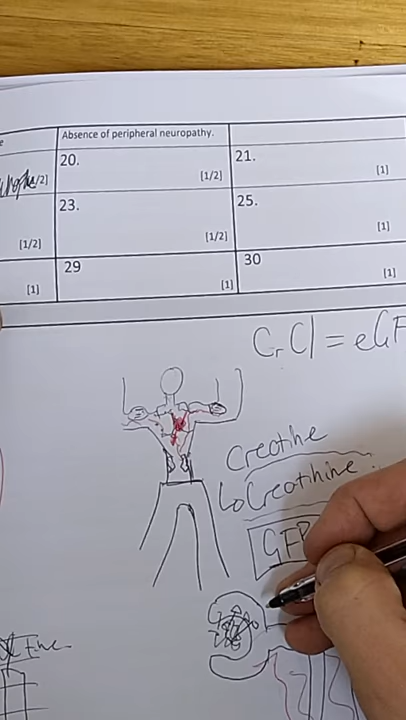 e
Absence of peripheral neuropathy.
/2]
20.
[1/2]
21.
[1]
[1/2]
23.
[1/2]
25.
[1]
[1]
29
[1]
30
[1]
CrCl = eGF
Creatine
Creatinine
GFR